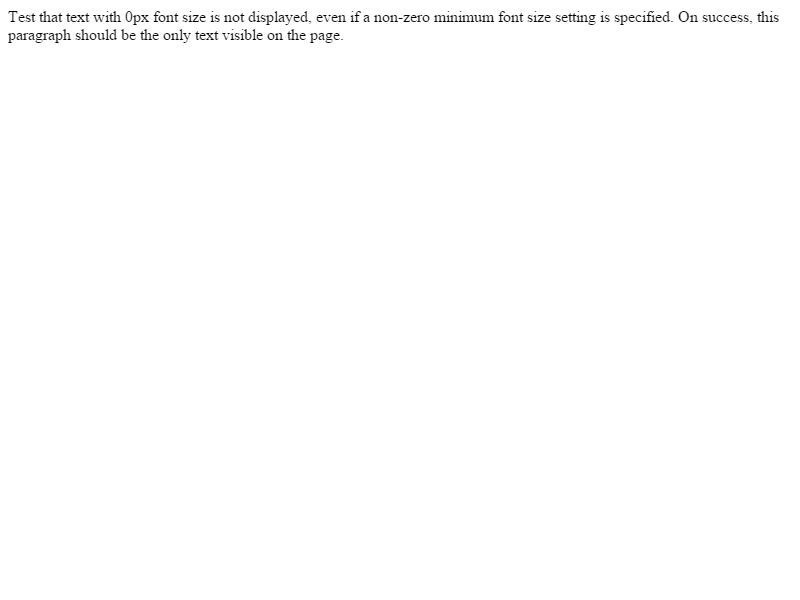 Test that text with 0px font size is not displayed, even if a non-zero minimum font size setting is specified. On success, this
paragraph should be the only text visible on the page.